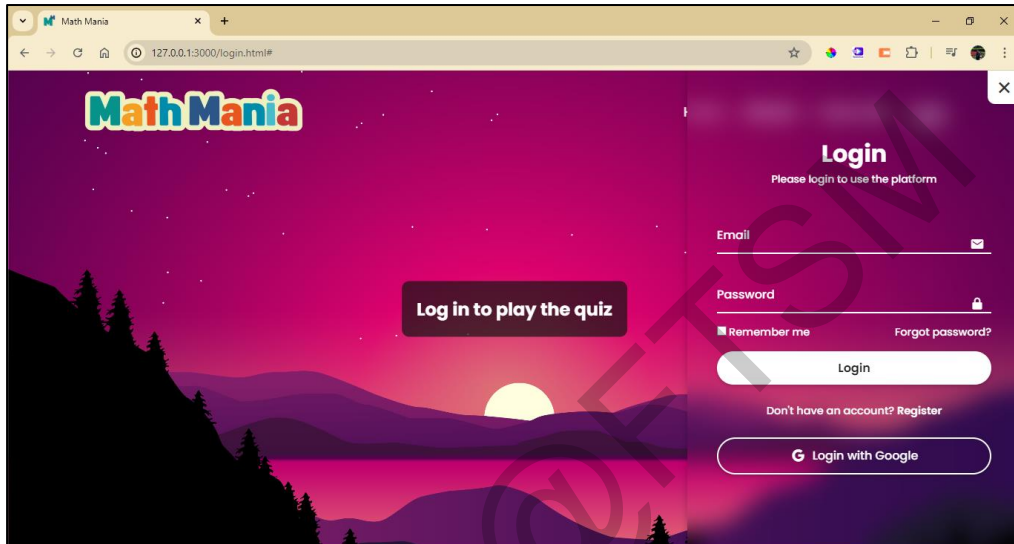 Math Mania
127.0.0.1:3000/login.html#
Math Mania
Login
Please login to use the platform
Email
Log in to play the quiz
Password
Remember me Forgot password?
Login
Don't have an account? Register
G Login with Google
@FTSM